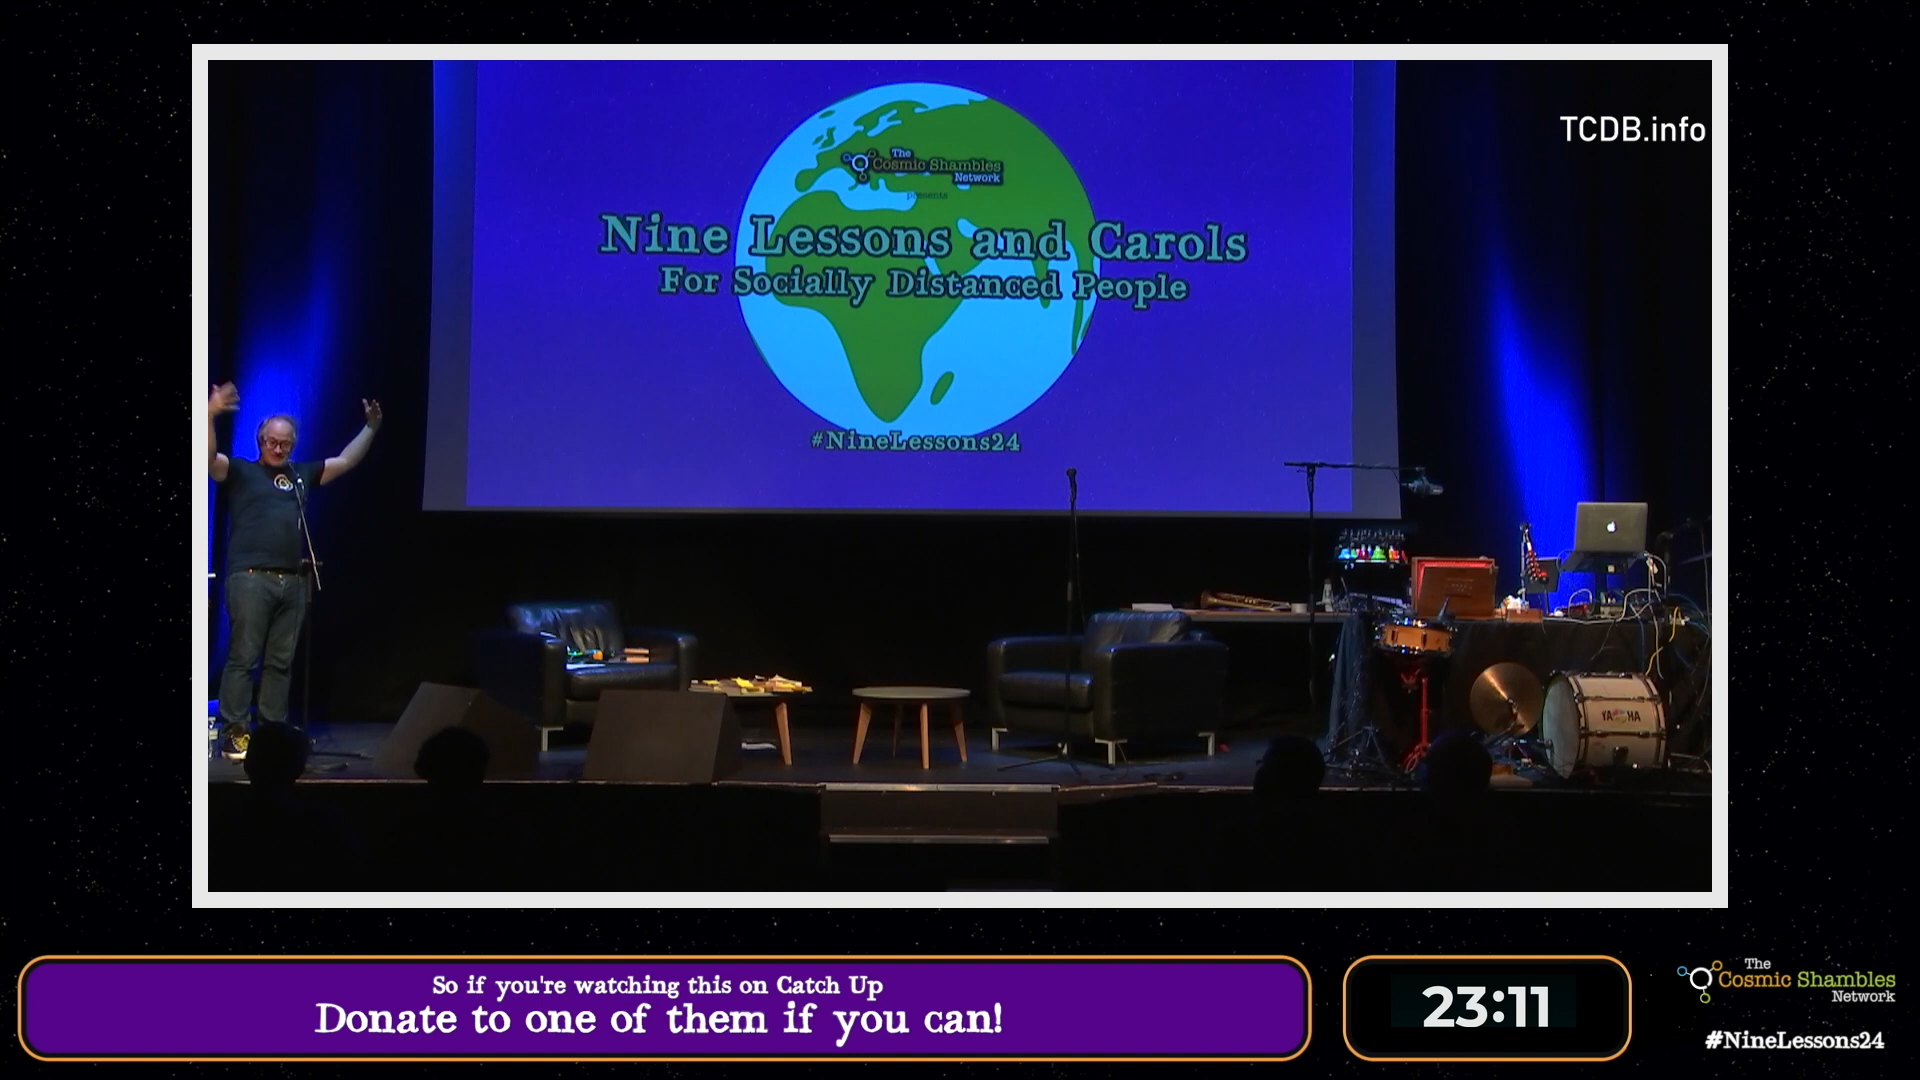 TCDB.info
The
Cosmic Shambles
Network
presents
Nine Lessons and Carols
For Socially Distanced People
#NineLessons24
YAMAHA
So if you're watching this on Catch Up
Donate to one of them if you can!
23:11
The
Cosmic Shambles
Network
#NineLessons24